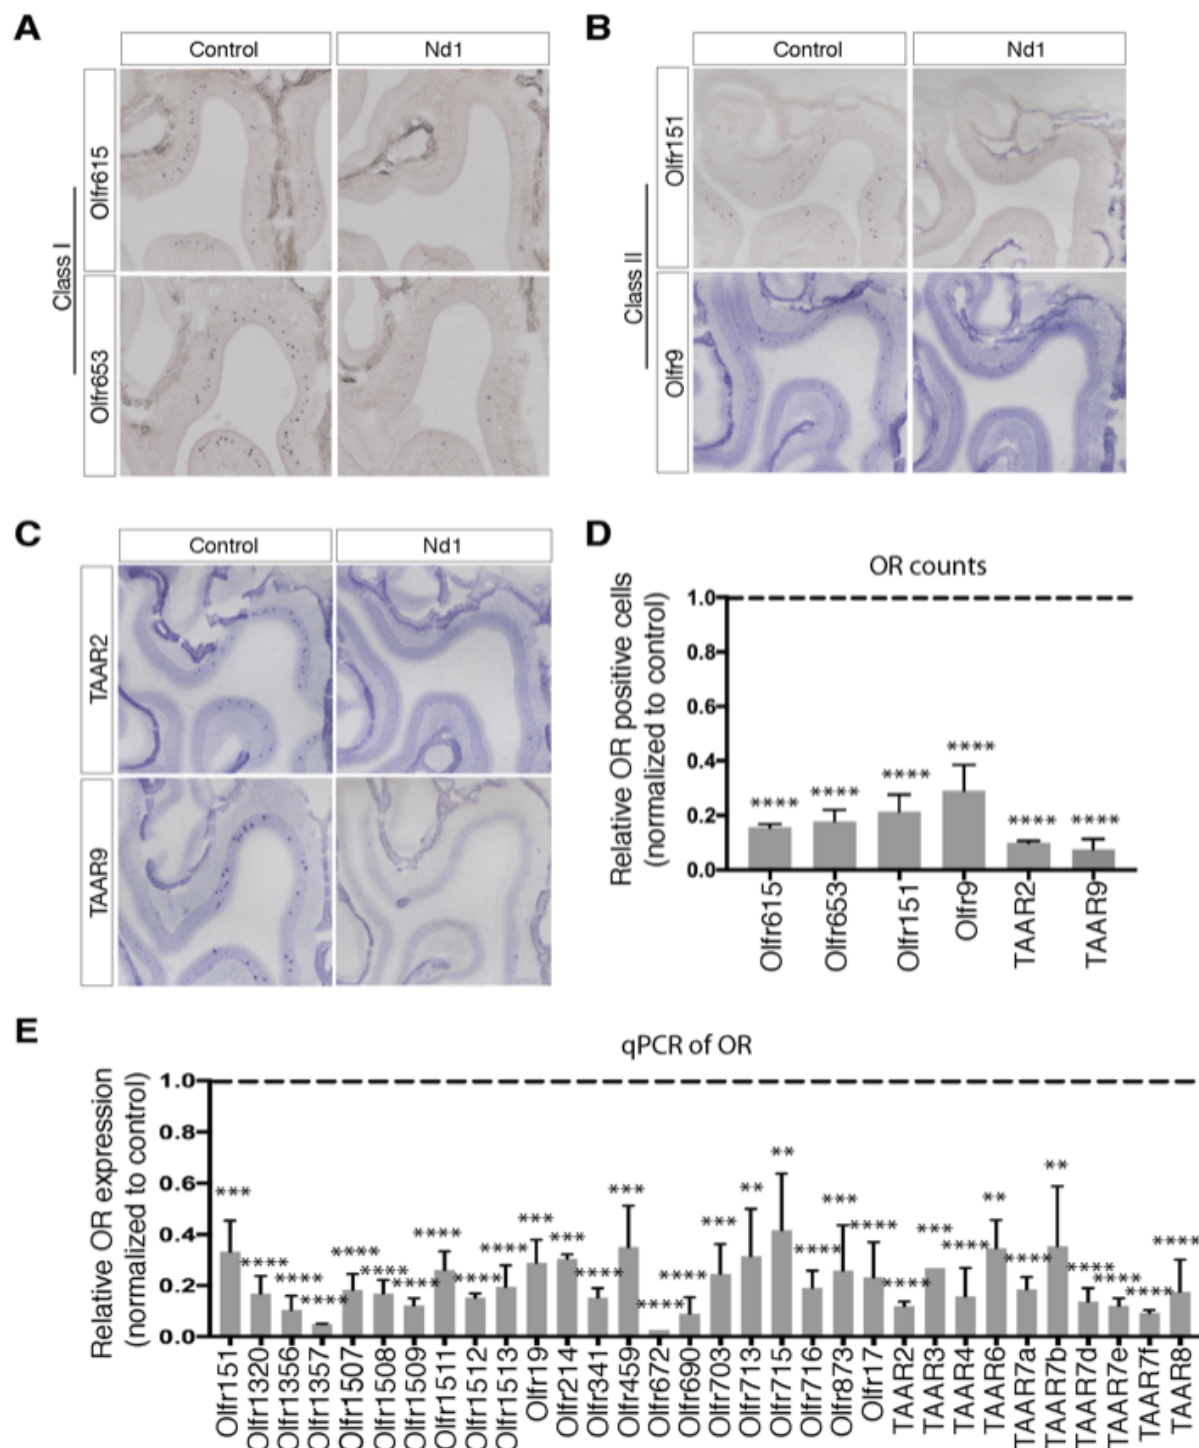 A
Control
Nd1
Class I
Olfr615
Olfr653
B
Control
Nd1
Class II
Olfr151
Olfr9
C
Control
Nd1
TAAR2
TAAR9
D
OR counts
Relative OR positive cells
(normalized to control)
1.0
0.8
0.6
0.4
0.2
0.0
****
****
****
****
****
****
Olfr615
Olfr653
Olfr151
Olfr9
TAAR2
TAAR9
E
qPCR of OR
Relative OR expression
(normalized to control)
1.0
0.8
0.6
0.4
0.2
0.0
***
****
****
****
****
****
****
****
****
****
***
***
****
***
****
****
***
**
**
****
***
****
****
***
****
**
****
**
****
****
****
****
Olfr151
Olfr1320
Olfr1356
Olfr1357
Olfr1507
Olfr1508
Olfr1509
Olfr1511
Olfr1512
Olfr1513
Olfr19
Olfr214
Olfr341
Olfr459
Olfr672
Olfr690
Olfr703
Olfr713
Olfr715
Olfr716
Olfr873
Olfr17
TAAR2
TAAR3
TAAR4
TAAR6
TAAR7a
TAAR7b
TAAR7d
TAAR7e
TAAR7f
TAAR8